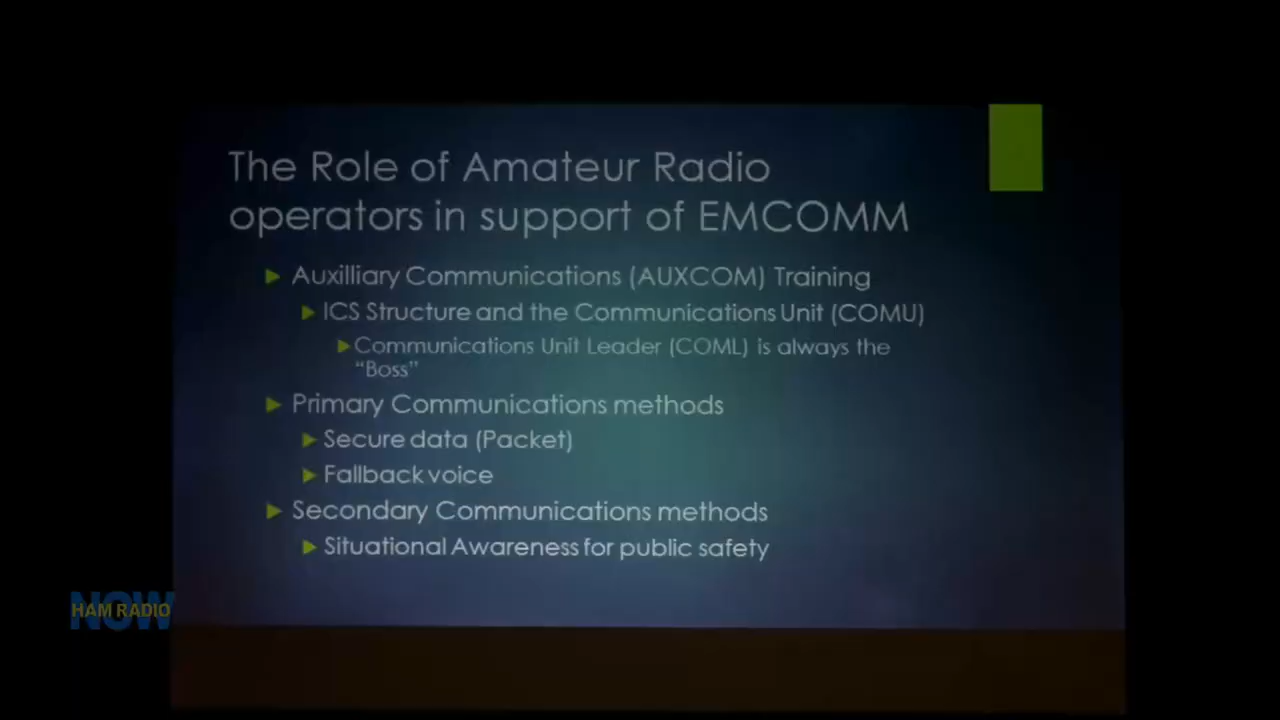 The Role of Amateur Radio
operators in support of EMCOMM
Auxilliary Communications (AUXCOM) Training
ICS Structure and the Communications Unit (COMU)
Communications Unit Leader (COML) is always the
"Boss"
Primary Communications methods
Secure data (Packet)
Fallback voice
Secondary Communications methods
Situational Awareness for public safety
NOW
HAM RADIO